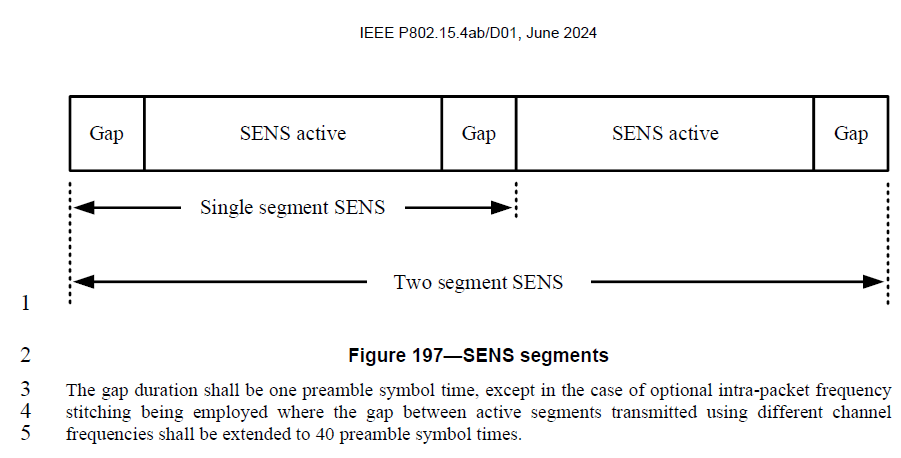 IEEE P802.15.4ab/D01, June 2024
Gap SENS active Gap SENS active Gap
Single segment SENS
Two segment SENS
1
2 Figure 197—SENS segments
3 The gap duration shall be one preamble symbol time, except in the case of optional intra-packet frequency
4 stitching being employed where the gap between active segments transmitted using different channel
5 frequencies shall be extended to 40 preamble symbol times.